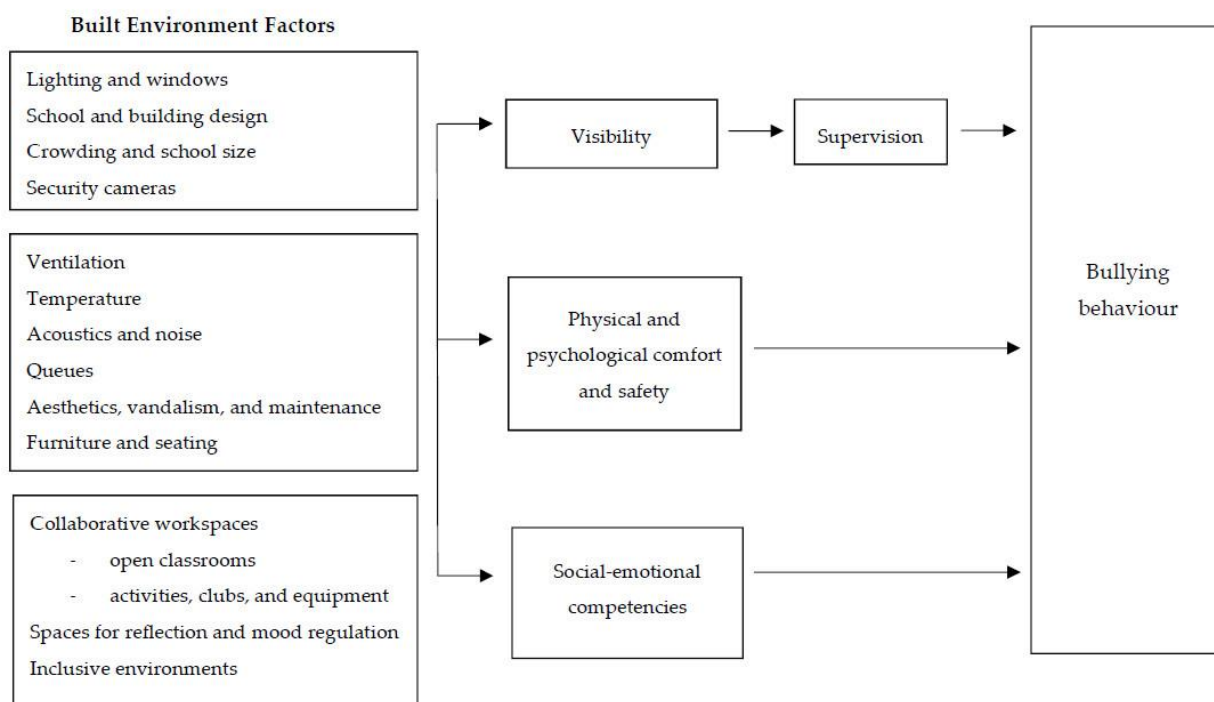 Built Environment Factors
Lighting and windows
School and building design
Crowding and school size
Security cameras
Ventilation
Temperature
Acoustics and noise
Queues
Aesthetics, vandalism, and maintenance
Furniture and seating
Collaborative workspaces
- open classrooms
- activities, clubs, and equipment
Spaces for reflection and mood regulation
Inclusive environments
Visibility
Supervision
Physical and
psychological comfort
and safety
Social-emotional
competencies
Bullying
behaviour